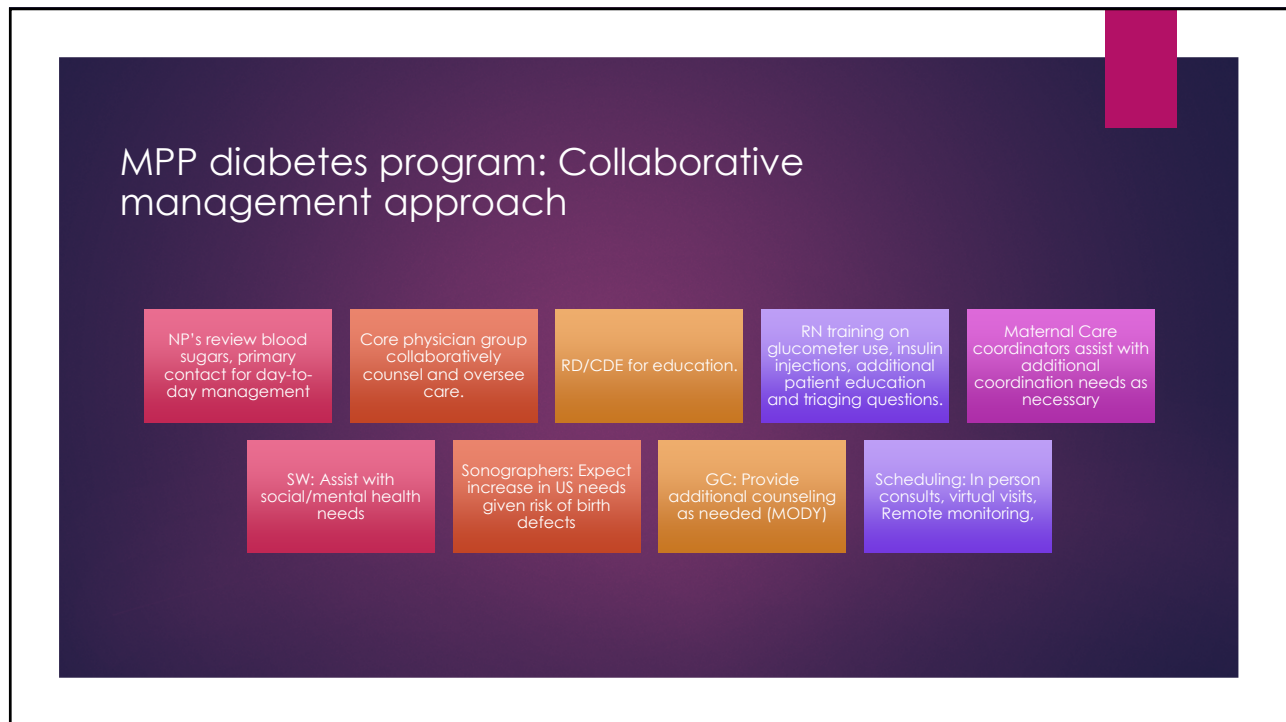 MPP diabetes program: Collaborative
management approach
NP's review blood
sugars, primary
contact for day-to-
day management
Core physician group
collaboratively
counsel and oversee
care.
RD/CDE for education.
RN training on
glucometer use, insulin
injections, additional
patient education
and triaging questions.
Maternal Care
coordinators assist with
additional
coordination needs as
necessary
SW: Assist with
social/mental health
needs
Sonographers: Expect
increase in US needs
given risk of birth
defects
GC: Provide
additional counseling
as needed (MODY)
Scheduling: In person
consults, virtual visits,
Remote monitoring,